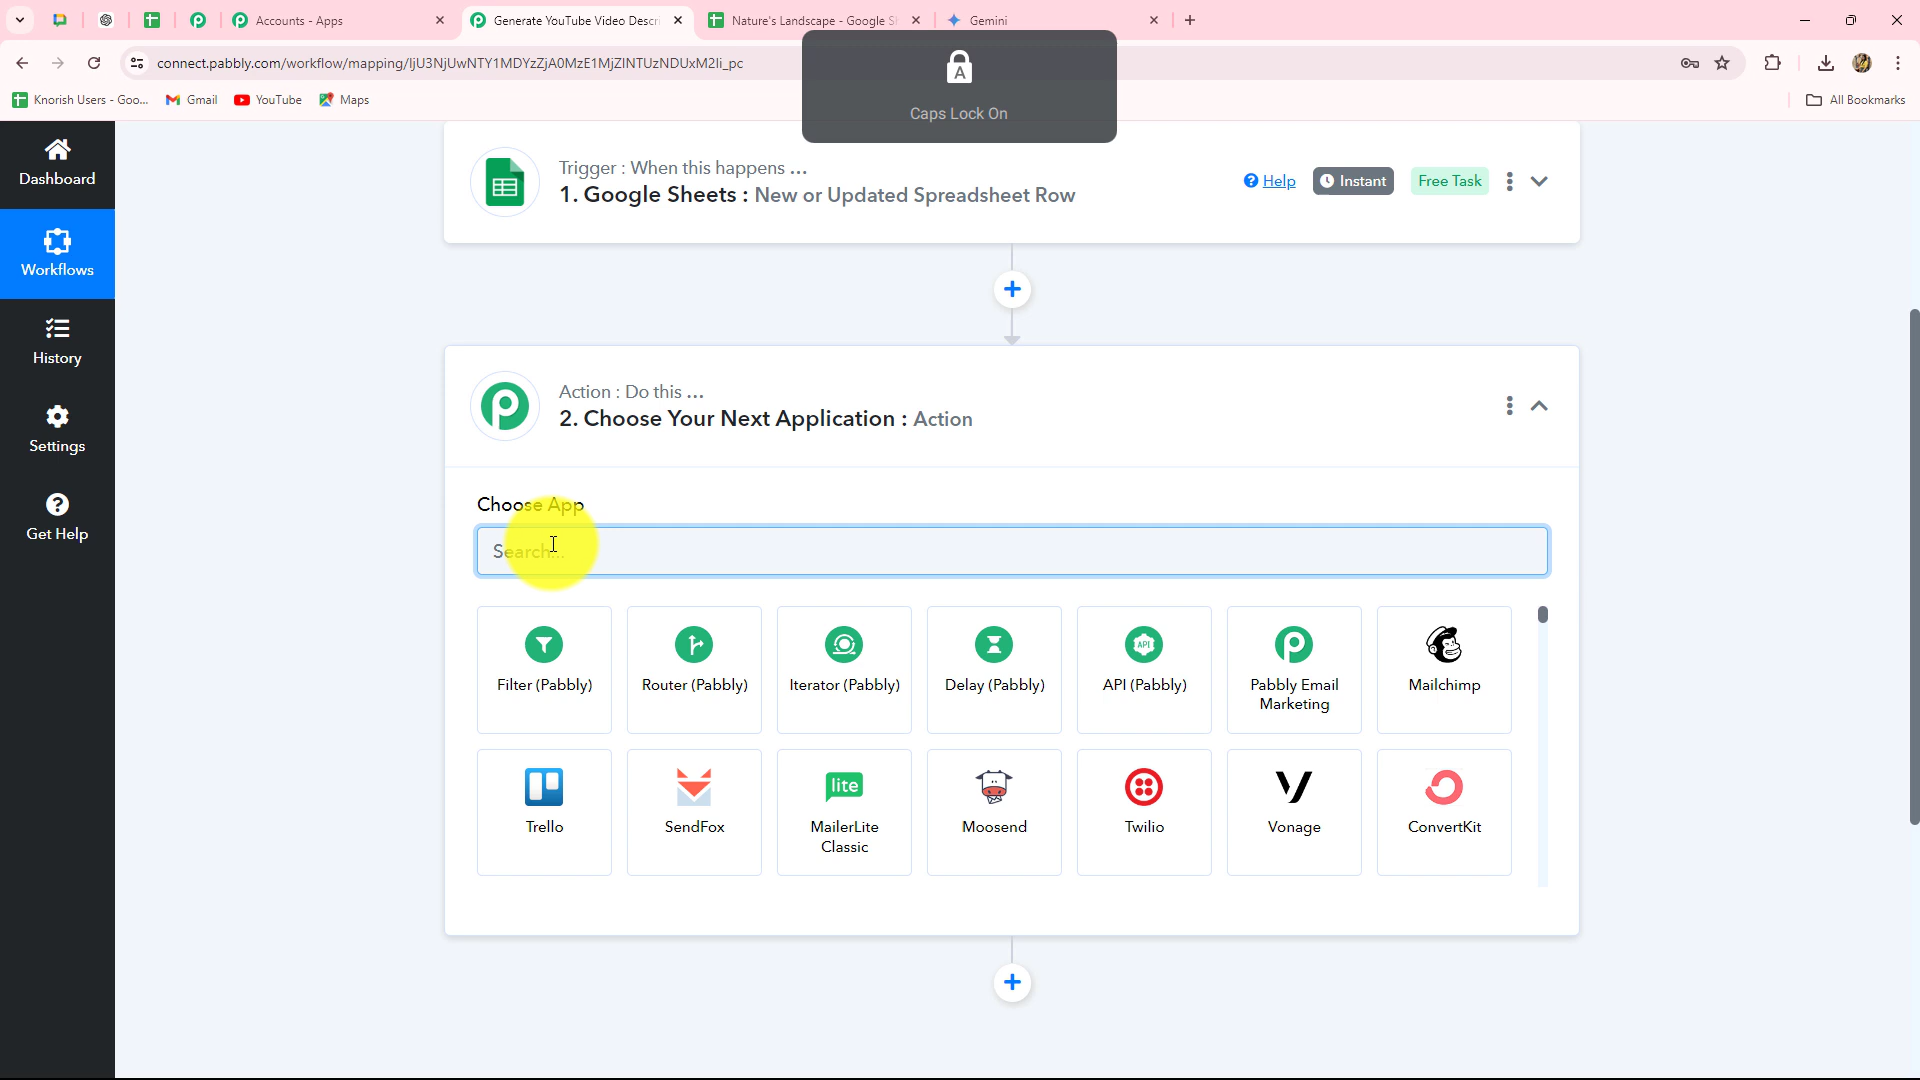 Accounts - Apps
Generate YouTube Video Descri
Nature's Landscape - Google S
Gemini
connect.pabbly.com/workflow/mapping/IjU3NjUwNTY1MDYzZjA0MzE1MjZlNTUzNDUxM2Ii_pc
Knorish Users - Goo...
Gmail
YouTube
Maps
All Bookmarks
A
Caps Lock On
Dashboard
Workflows
History
Settings
Get Help
Trigger : When this happens ...
1. Google Sheets : New or Updated Spreadsheet Row
Help
Instant
Free Task
Action : Do this ...
2. Choose Your Next Application : Action
Choose App
Search...
Filter (Pabbly)
Router (Pabbly)
Iterator (Pabbly)
Delay (Pabbly)
API
API (Pabbly)
Pabbly Email
Marketing
Mailchimp
Trello
SendFox
lite
MailerLite
Classic
Moosend
Twilio
Vonage
ConvertKit